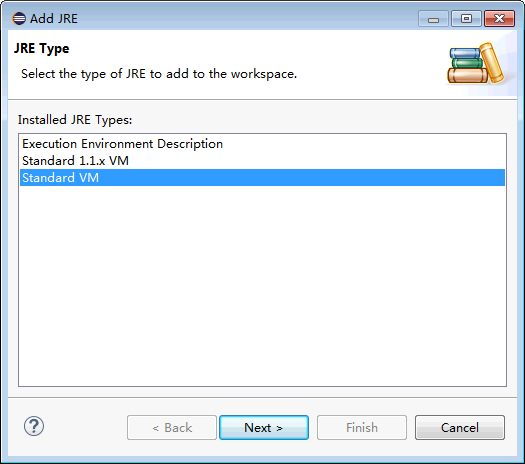 Add JRE
JRE Type
Select the type of JRE to add to the workspace.
Installed JRE Types:
Execution Environment Description
Standard 1.1.x VM
Standard VM
?
< Back
Next >
Finish
Cancel